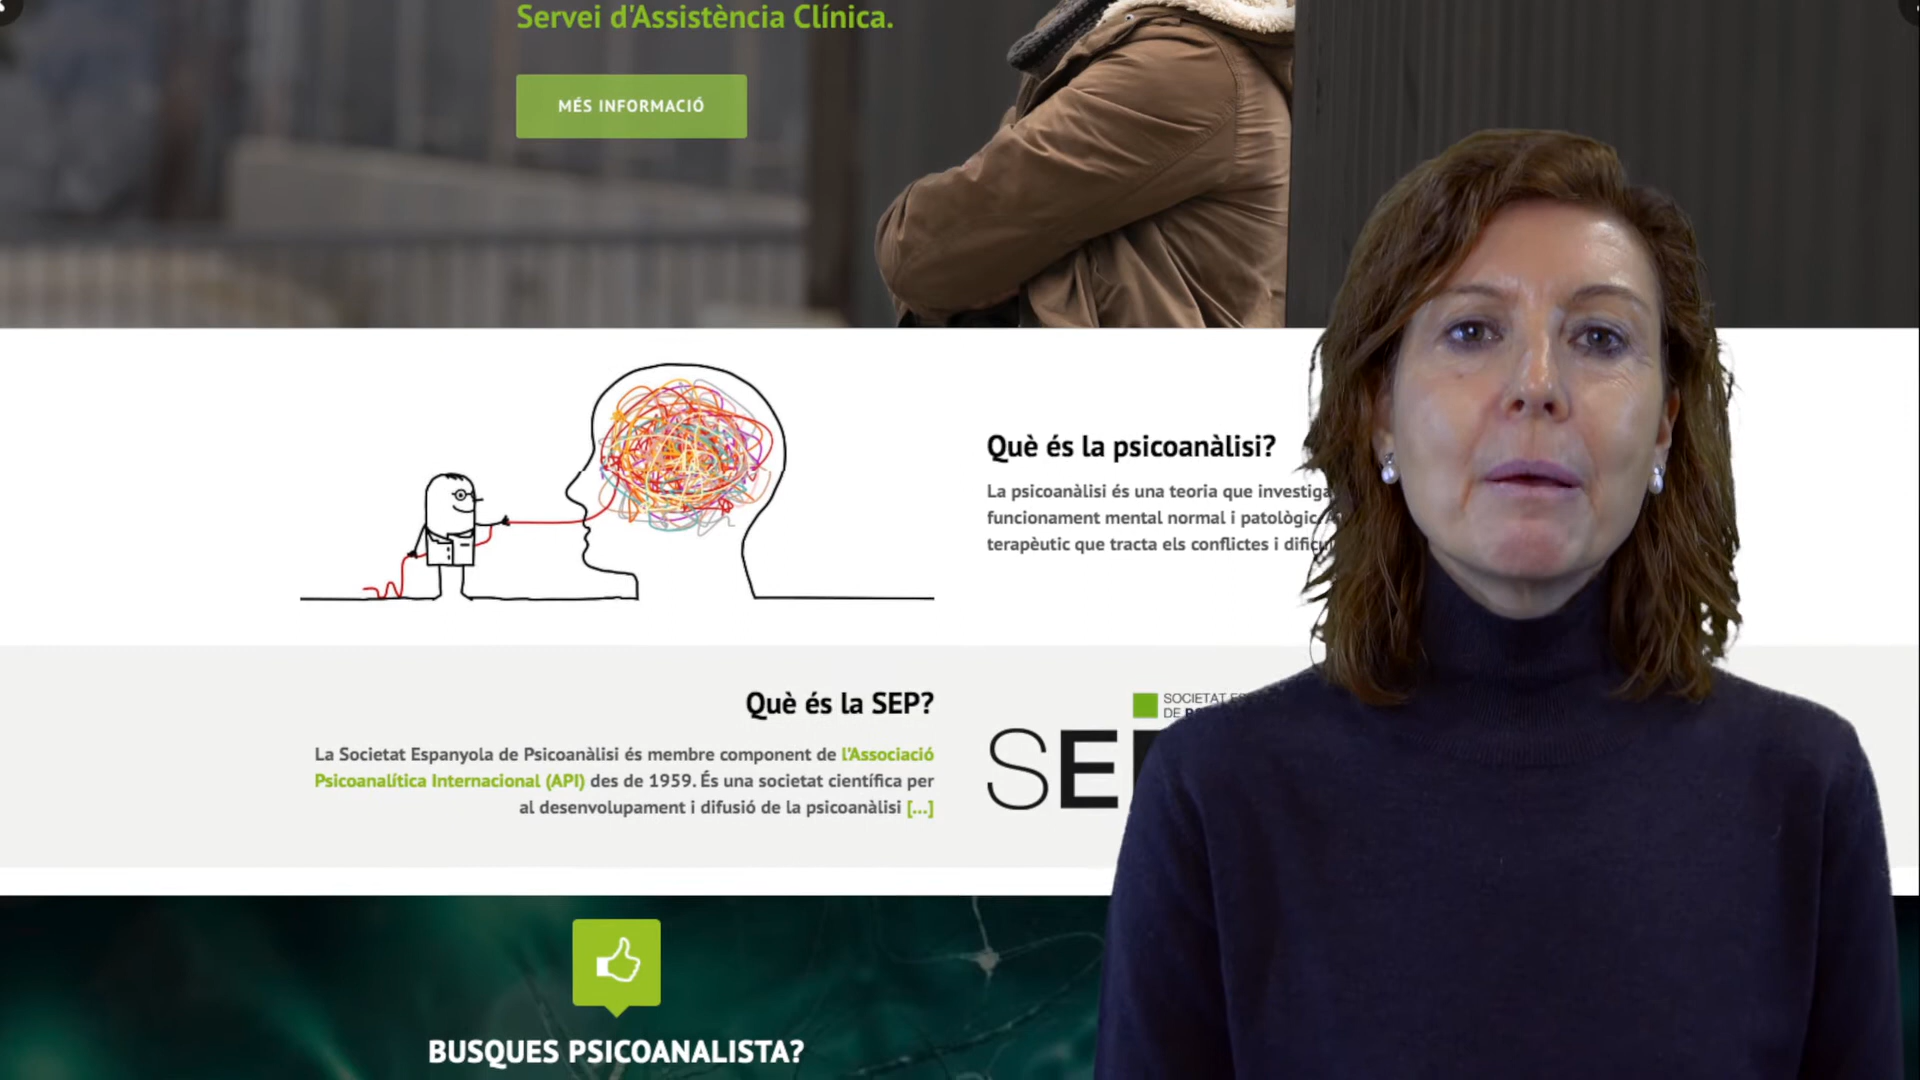 Servei d'Assistència Clínica.
MÉS INFORMACIÓ
Què és la psicoanàlisi?
La psicoanàlisi és una teoria que investiga
funcionament mental normal i patològic.
terapèutic que tracta els conflictes i
Què és la SEP?
La Societat Espanyola de Psicoanàlisi és membre component de l'Associació
Psicoanalítica Internacional (API) des de 1959. És una societat científica per
al desenvolupament i difusió de la psicoanàlisi [...]
SOCIETAT
DE
SE
BUSQUES PSICOANALISTA?